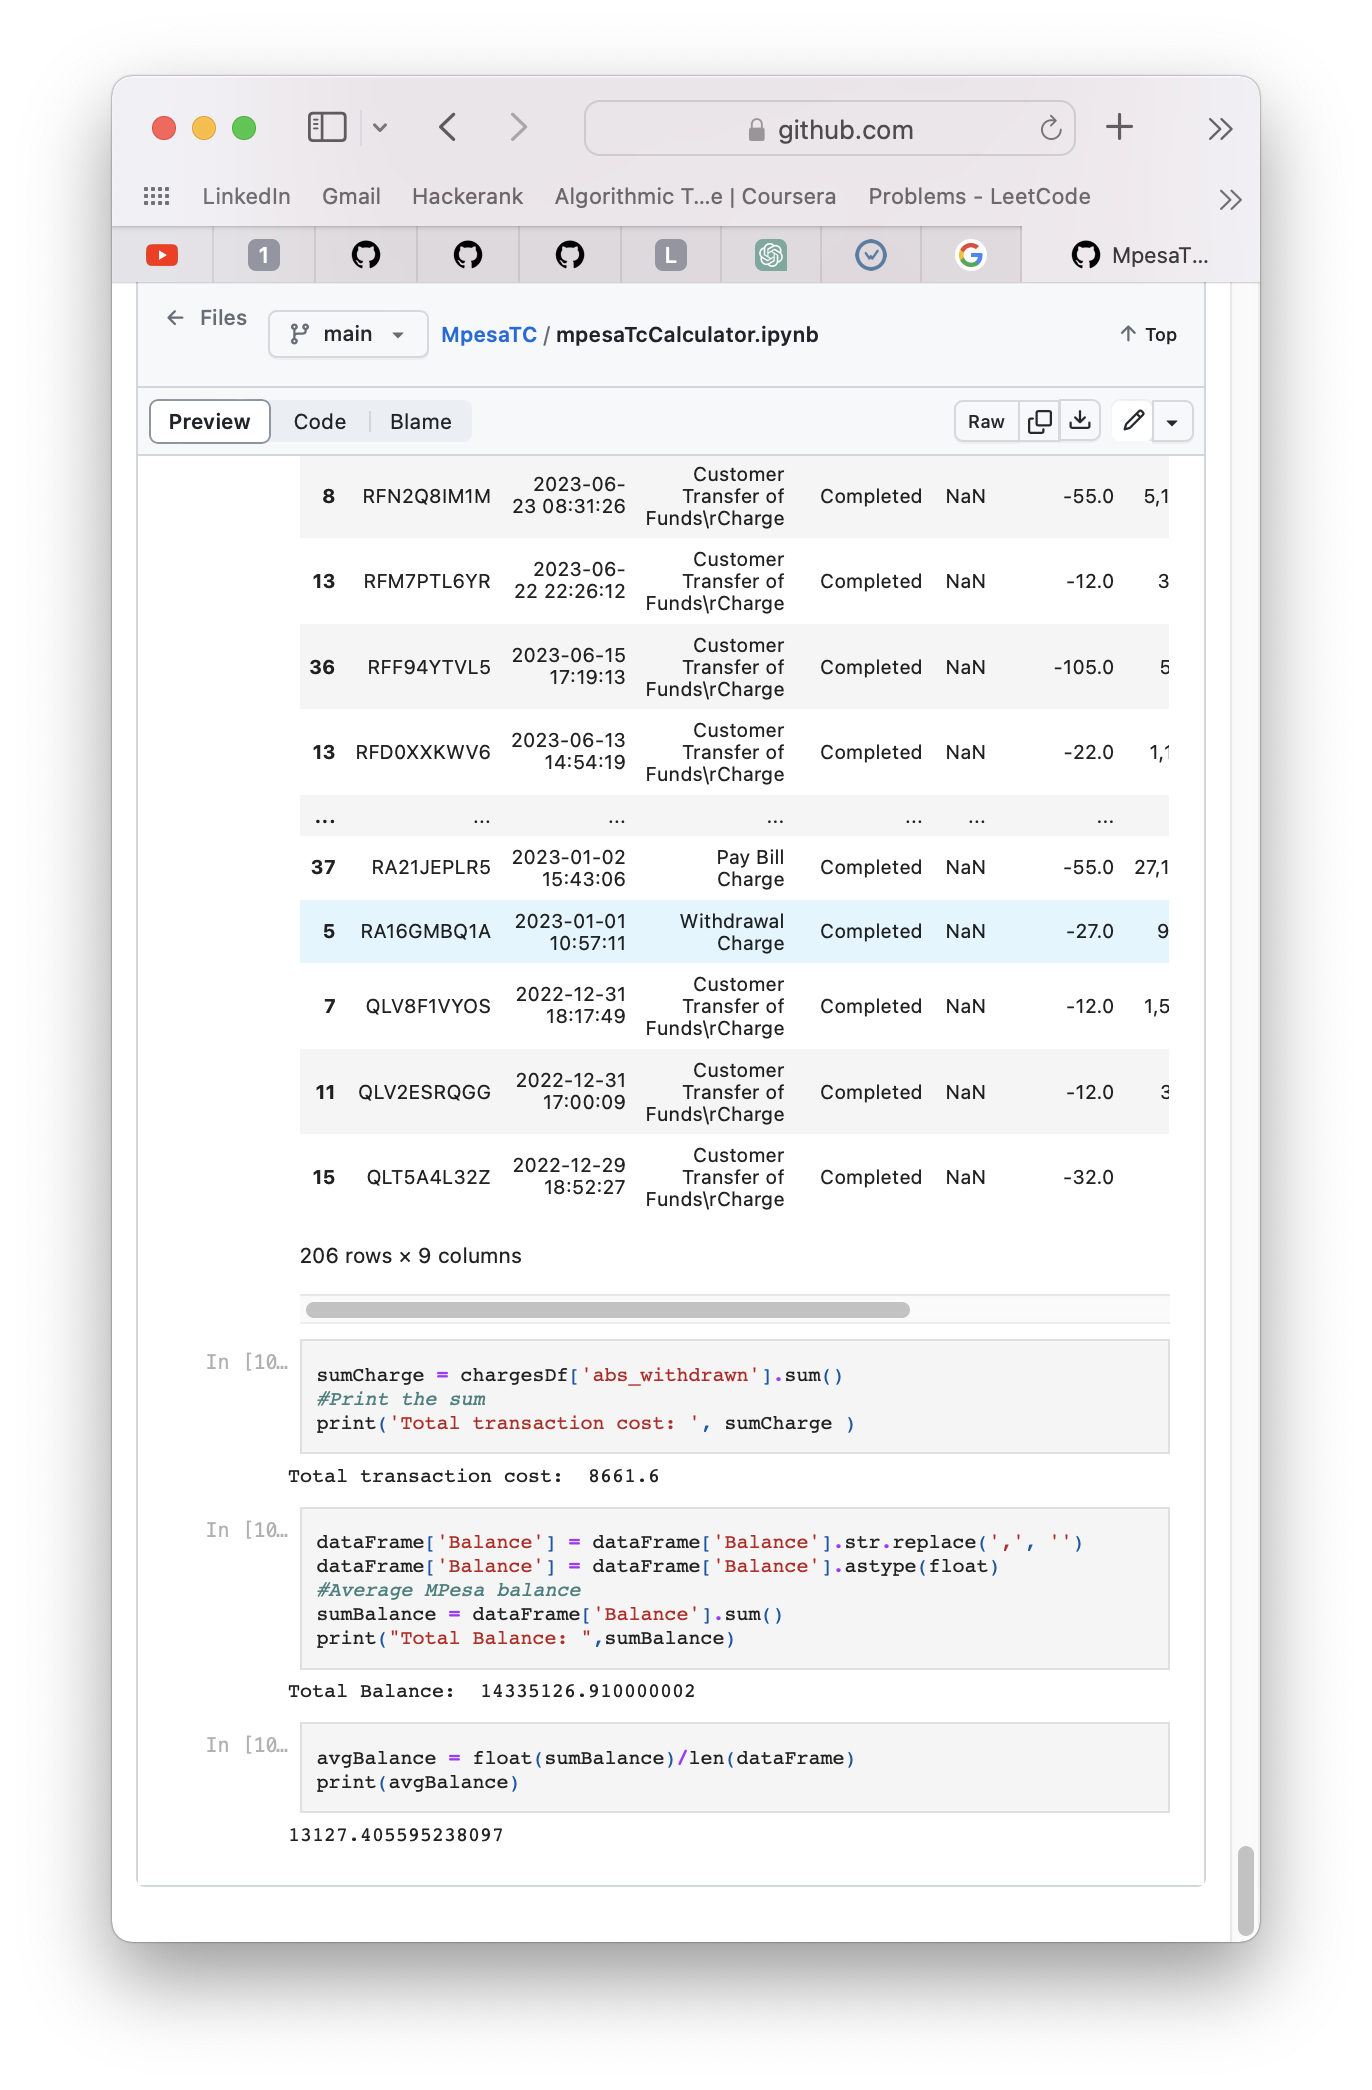 github.com
LinkedIn Gmail Hackerank Algorithmic T...e | Coursera Problems - LeetCode
1 L MpesaT...
Files main MpesaTC / mpesaTcCalculator.ipynb Top
Preview Code Blame Raw
8 RFN2Q8IM1M 2023-06-23 08:31:26 Customer Transfer of Funds\rCharge Completed NaN -55.0 5,1
13 RFM7PTL6YR 2023-06-22 22:26:12 Customer Transfer of Funds\rCharge Completed NaN -12.0 3
36 RFF94YTVL5 2023-06-15 17:19:13 Customer Transfer of Funds\rCharge Completed NaN -105.0 5
13 RFD0XXKWV6 2023-06-13 14:54:19 Customer Transfer of Funds\rCharge Completed NaN -22.0 1,1
... ... ... ... ... ... ...
37 RA21JEPLR5 2023-01-02 15:43:06 Pay Bill Charge Completed NaN -55.0 27,1
5 RA16GMBQ1A 2023-01-01 10:57:11 Withdrawal Charge Completed NaN -27.0 9
7 QLV8F1VYOS 2022-12-31 18:17:49 Customer Transfer of Funds\rCharge Completed NaN -12.0 1,5
11 QLV2ESRQGG 2022-12-31 17:00:09 Customer Transfer of Funds\rCharge Completed NaN -12.0 3
15 QLT5A4L32Z 2022-12-29 18:52:27 Customer Transfer of Funds\rCharge Completed NaN -32.0
206 rows × 9 columns
In [10...
sumCharge = chargesDf['abs_withdrawn'].sum()
#Print the sum
print('Total transaction cost: ', sumCharge )
Total transaction cost:  8661.6
In [10...
dataFrame['Balance'] = dataFrame['Balance'].str.replace(',', '')
dataFrame['Balance'] = dataFrame['Balance'].astype(float)
#Average MPesa balance
sumBalance = dataFrame['Balance'].sum()
print("Total Balance: ",sumBalance)
Total Balance:  14335126.910000002
In [10...
avgBalance = float(sumBalance)/len(dataFrame)
print(avgBalance)
13127.405595238097